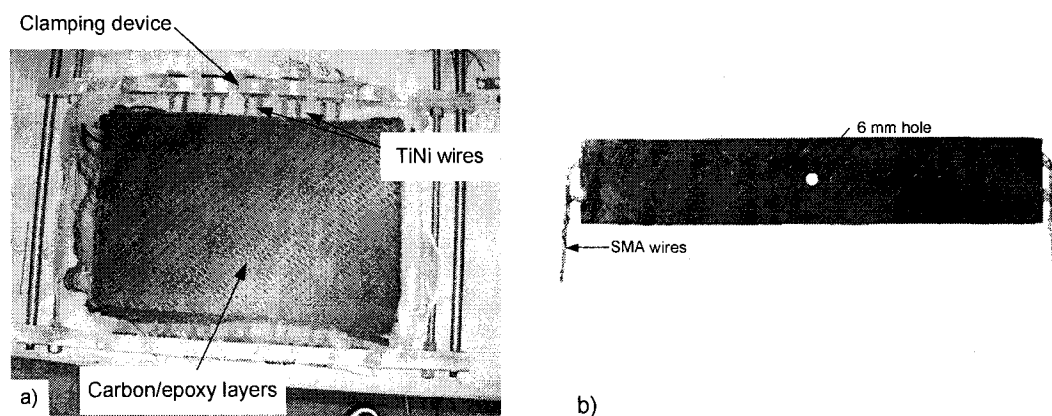 Clamping device
TiNi wires
Carbon/epoxy layers
a)
6 mm hole
SMA wires
b)